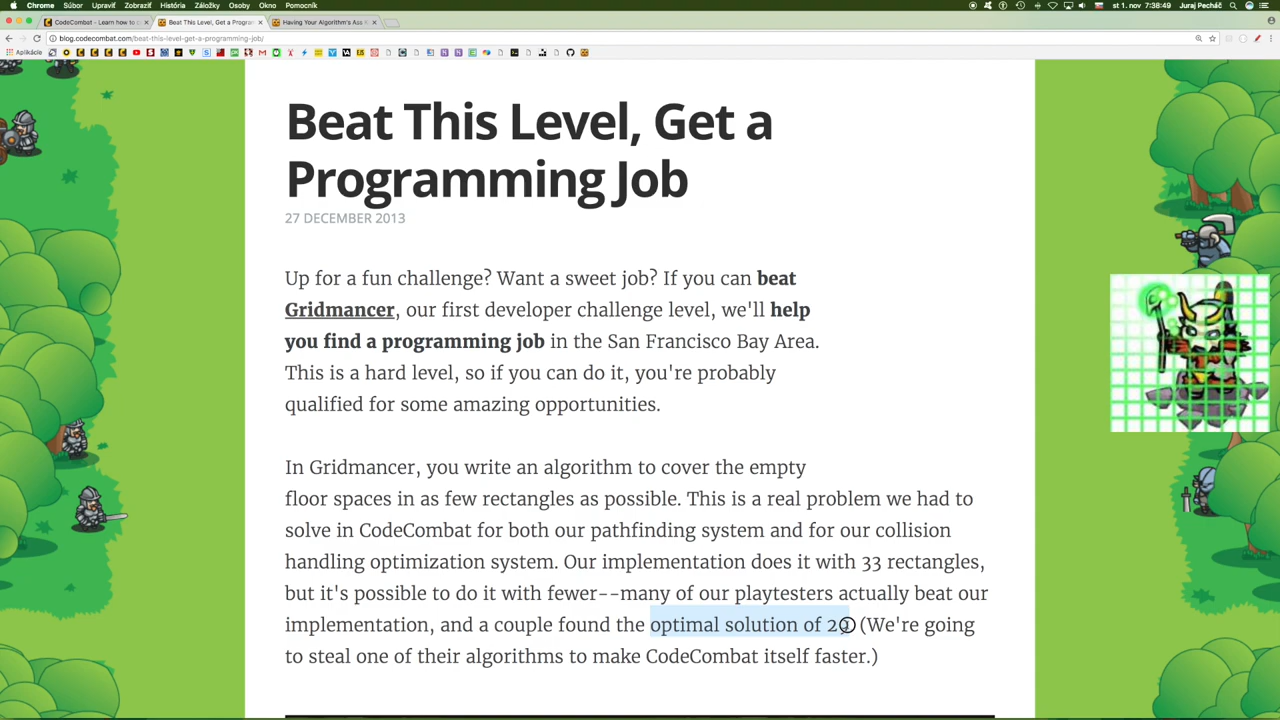 Chrome Súbor Upraviť Zobraziť História Záložky Osoby Okno Pomocník st 1. nov 7:38:49 Juraj Pecháč
CodeCombat - Learn how to Beat This Level, Get a Program Having Your Algorithm's Ass
blog.codecombat.com/beat-this-level-get-a-programming-job/
Aplikácie
Beat This Level, Get a
Programming Job
27 DECEMBER 2013
Up for a fun challenge? Want a sweet job? If you can beat
Gridmancer, our first developer challenge level, we'll help
you find a programming job in the San Francisco Bay Area.
This is a hard level, so if you can do it, you're probably
qualified for some amazing opportunities.
In Gridmancer, you write an algorithm to cover the empty
floor spaces in as few rectangles as possible. This is a real problem we had to
solve in CodeCombat for both our pathfinding system and for our collision
handling optimization system. Our implementation does it with 33 rectangles,
but it's possible to do it with fewer--many of our playtesters actually beat our
implementation, and a couple found the optimal solution of (We're going
to steal one of their algorithms to make CodeCombat itself faster.)